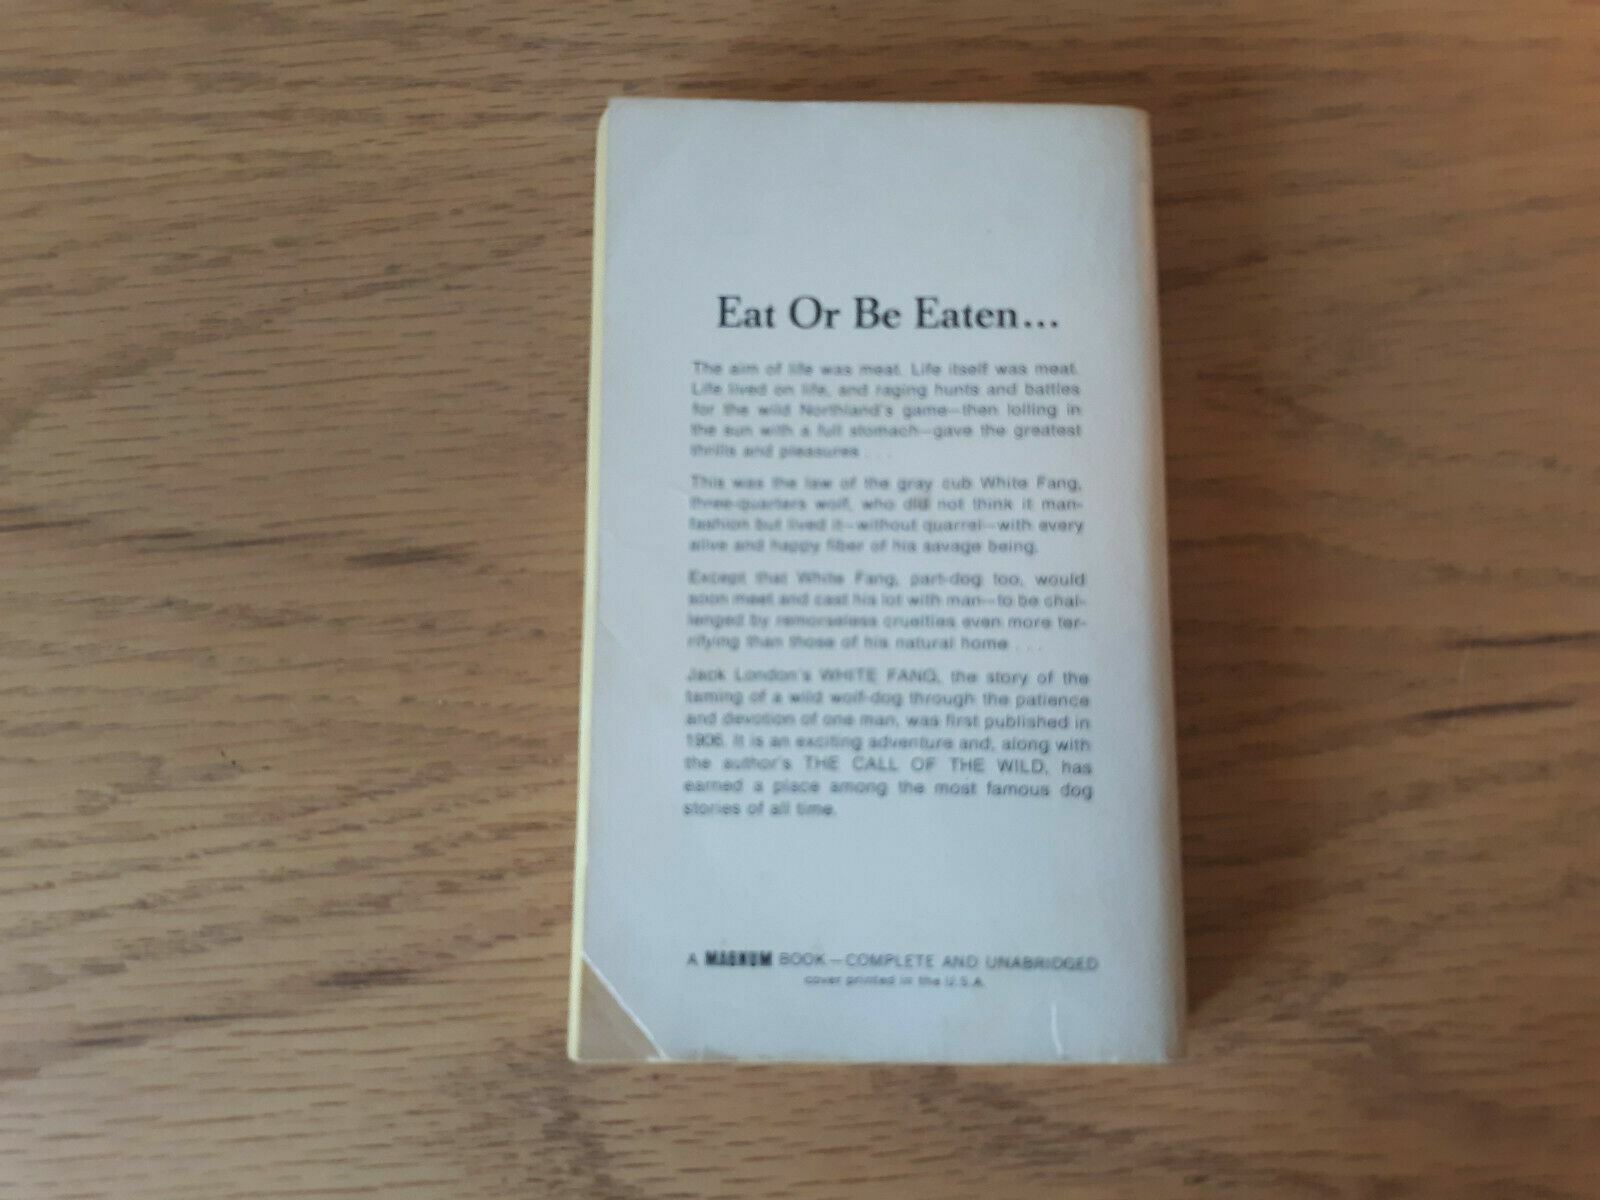 Eat Or Be Eaten...
The aim of life was meat. Life itself was meat.
Life lived on life, and raging hunts and battles
for the wild Northland's game—then lolling in
the sun with a full stomach—gave the greatest
thrills and pleasures . . .
This was the law of the gray cub White Fang,
three-quarters wolf, who did not think it man-
fashion but lived it—without quarrel—with every
alive and happy fiber of his savage being.
Except that White Fang, part-dog too, would
soon meet and cast his lot with man—to be chal-
lenged by remorseless cruelties even more ter-
rifying than those of his natural home . . .
Jack London's WHITE FANG, the story of the
taming of a wild wolf-dog through the patience
and devotion of one man, was first published in
1906. It is an exciting adventure and, along with
the author's THE CALL OF THE WILD, has
earned a place among the most famous dog
stories of all time.
A MAGNUM BOOK—COMPLETE AND UNABRIDGED
cover printed in the U.S.A.